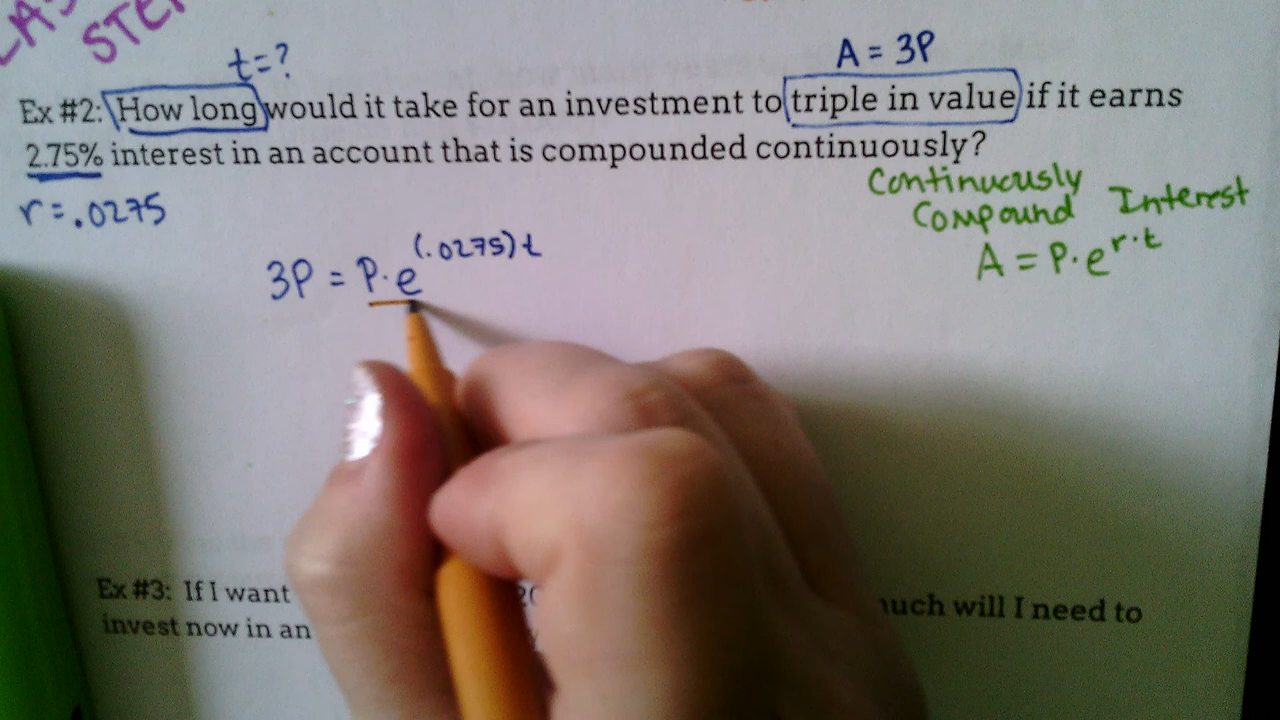 t=?
A = 3P
Ex #2: How long would it take for an investment to triple in value if it earns
2.75% interest in an account that is compounded continuously?
r = .0275
Continuously
Compound Interest
A = P·e^r·t
3P = P·e^(.0275)t
Ex #3: If I want much will I need to
invest now in an